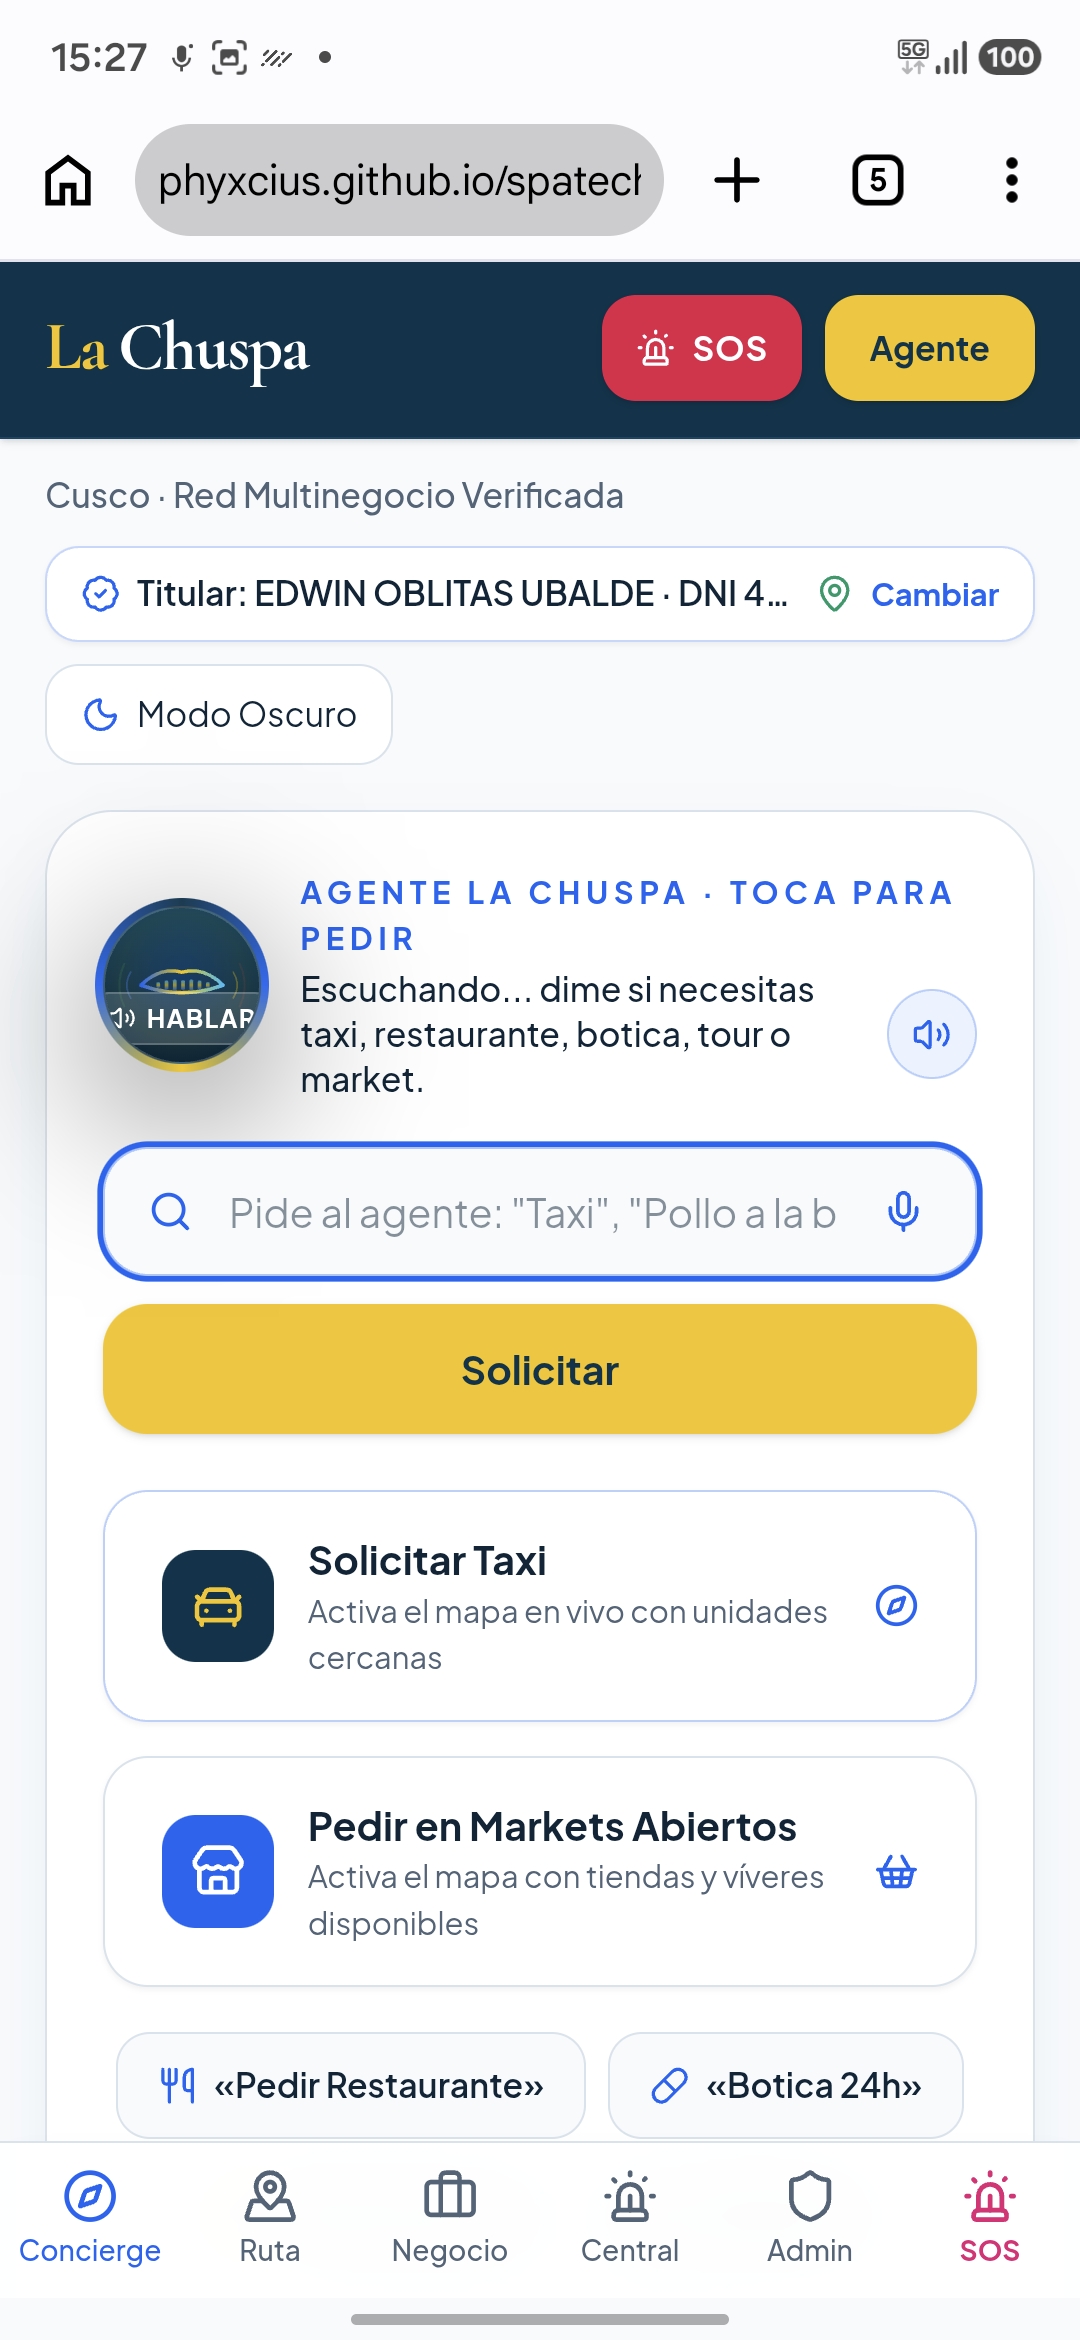 15:27
5G
100
phyxcius.github.io/spatech
5
La Chuspa
SOS
Agente
Cusco · Red Multinegocio Verificada
Titular: EDWIN OBLITAS UBALDE · DNI 4...
Cambiar
Modo Oscuro
AGENTE LA CHUSPA · TOCA PARA
PEDIR
HABLAR
Escuchando... dime si necesitas
taxi, restaurante, botica, tour o
market.
Pide al agente: "Taxi", "Pollo a la b
Solicitar
Solicitar Taxi
Activa el mapa en vivo con unidades
cercanas
Pedir en Markets Abiertos
Activa el mapa con tiendas y víveres
disponibles
«Pedir Restaurante»
«Botica 24h»
Concierge
Ruta
Negocio
Central
Admin
SOS